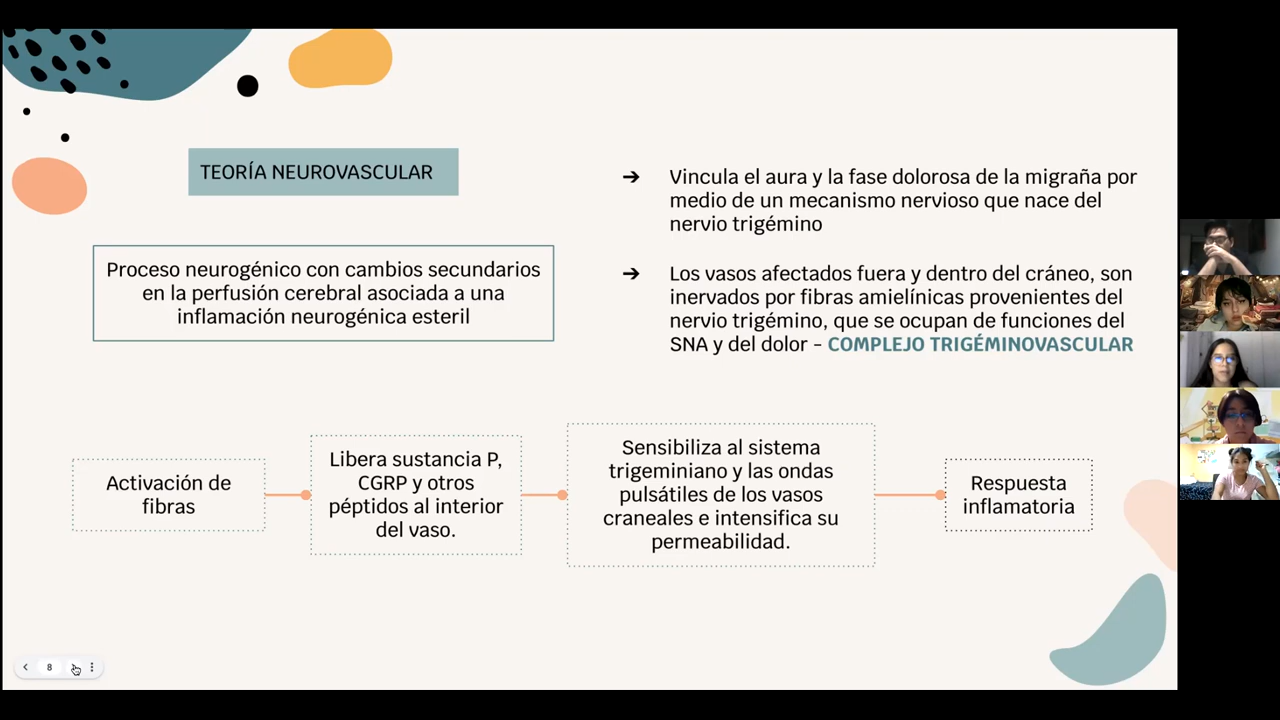 TEORÍA NEUROVASCULAR
Proceso neurogénico con cambios secundarios
en la perfusión cerebral asociada a una
inflamación neurogénica esteril
➔ Vincula el aura y la fase dolorosa de la migraña por
medio de un mecanismo nervioso que nace del
nervio trigémino
➔ Los vasos afectados fuera y dentro del cráneo, son
inervados por fibras amielínicas provenientes del
nervio trigémino, que se ocupan de funciones del
SNA y del dolor - COMPLEJO TRIGÉMINOVASCULAR
Activación de
fibras
Libera sustancia P,
CGRP y otros
péptidos al interior
del vaso.
Sensibiliza al sistema
trigeminiano y las ondas
pulsátiles de los vasos
craneales e intensifica su
permeabilidad.
Respuesta
inflamatoria
8